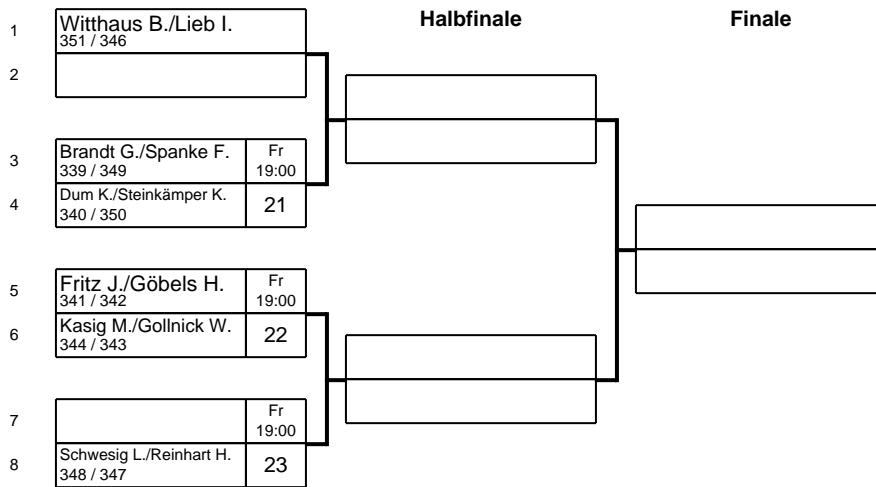 Halbfinale
Finale
1
Witthaus B./Lieb I.
351 / 346
2
3
Brandt G./Spanke F.
339 / 349
Fr
19:00
4
Dum K./Steinkämper K.
340 / 350
21
5
Fritz J./Göbels H.
341 / 342
Fr
19:00
6
Kasig M./Gollnick W.
344 / 343
22
7
Fr
19:00
8
Schwesig L./Reinhart H.
348 / 347
23